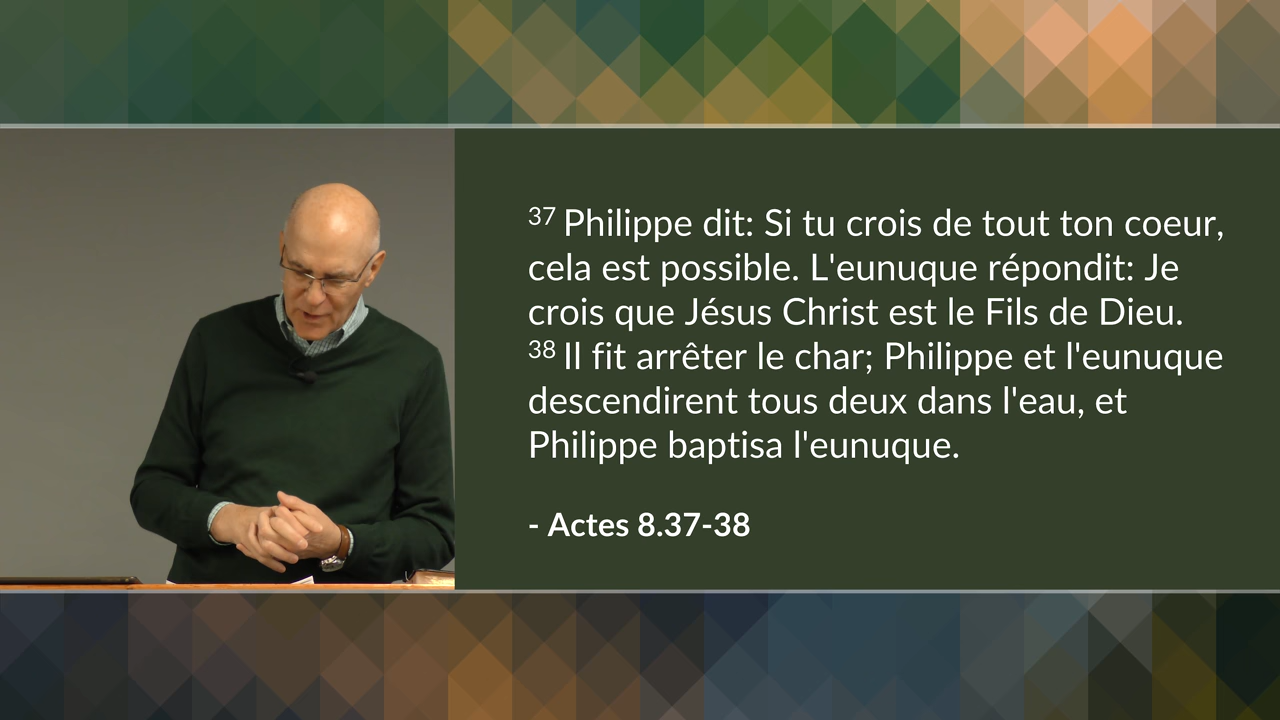 37 Philippe dit: Si tu crois de tout ton coeur,
cela est possible. L'eunuque répondit: Je
crois que Jésus Christ est le Fils de Dieu.
38 Il fit arrêter le char; Philippe et l'eunuque
descendirent tous deux dans l'eau, et
Philippe baptisa l'eunuque.
- Actes 8.37-38